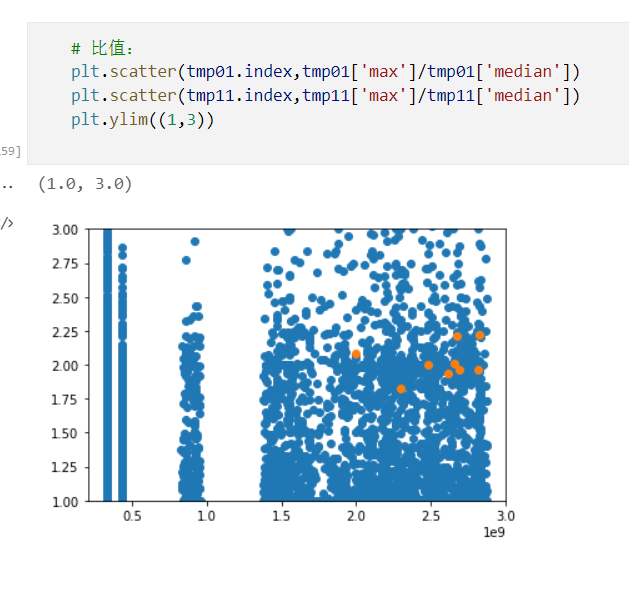 # 比值：
plt.scatter(tmp01.index,tmp01['max']/tmp01['median'])
plt.scatter(tmp11.index,tmp11['max']/tmp11['median'])
plt.ylim((1,3))
59]
..
(1.0, 3.0)
/>
3.00
2.75
2.50
2.25
2.00
1.75
1.50
1.25
1.00
0.5 1.0 1.5 2.0 2.5 3.0
1e9